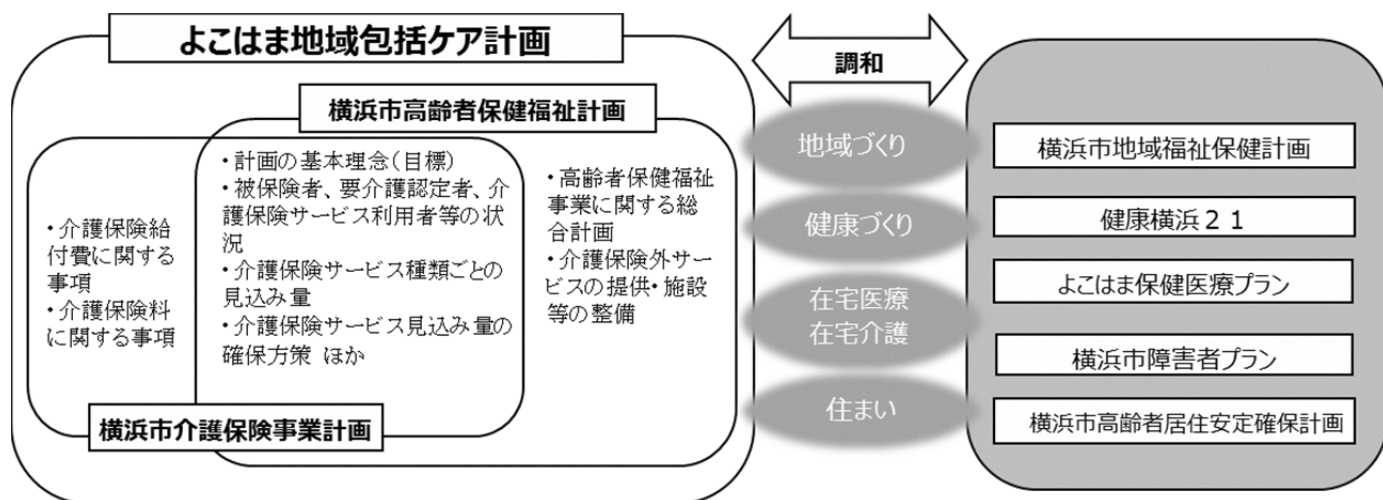 よこはま地域包括ケア計画
横浜市高齢者保健福祉計画
・介護保険給
付費に関する
事項
・介護保険料
に関する事項
・計画の基本理念(目標)
・被保険者、要介護認定者、介
護保険サービス利用者等の状
況
・介護保険サービス種類ごとの
見込み量
・介護保険サービス見込み量の
確保方策 ほか
・高齢者保健福祉
事業に関する総
合計画
・介護保険外サー
ビスの提供・施設
等の整備
横浜市介護保険事業計画
調和
地域づくり
健康づくり
在宅医療
在宅介護
住まい
横浜市地域福祉保健計画
健康横浜21
よこはま保健医療プラン
横浜市障害者プラン
横浜市高齢者居住安定確保計画